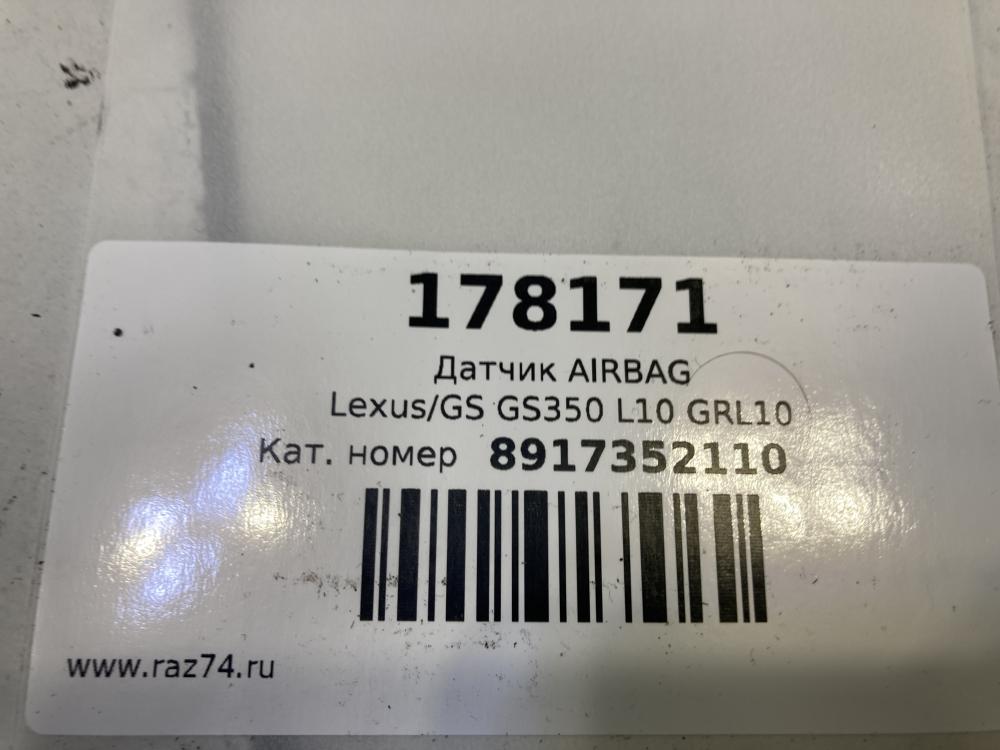 178171
Датчик AIRBAG
Lexus/GS GS350 L10 GRL10
Кат. номер 8917352110
www.raz74.ru